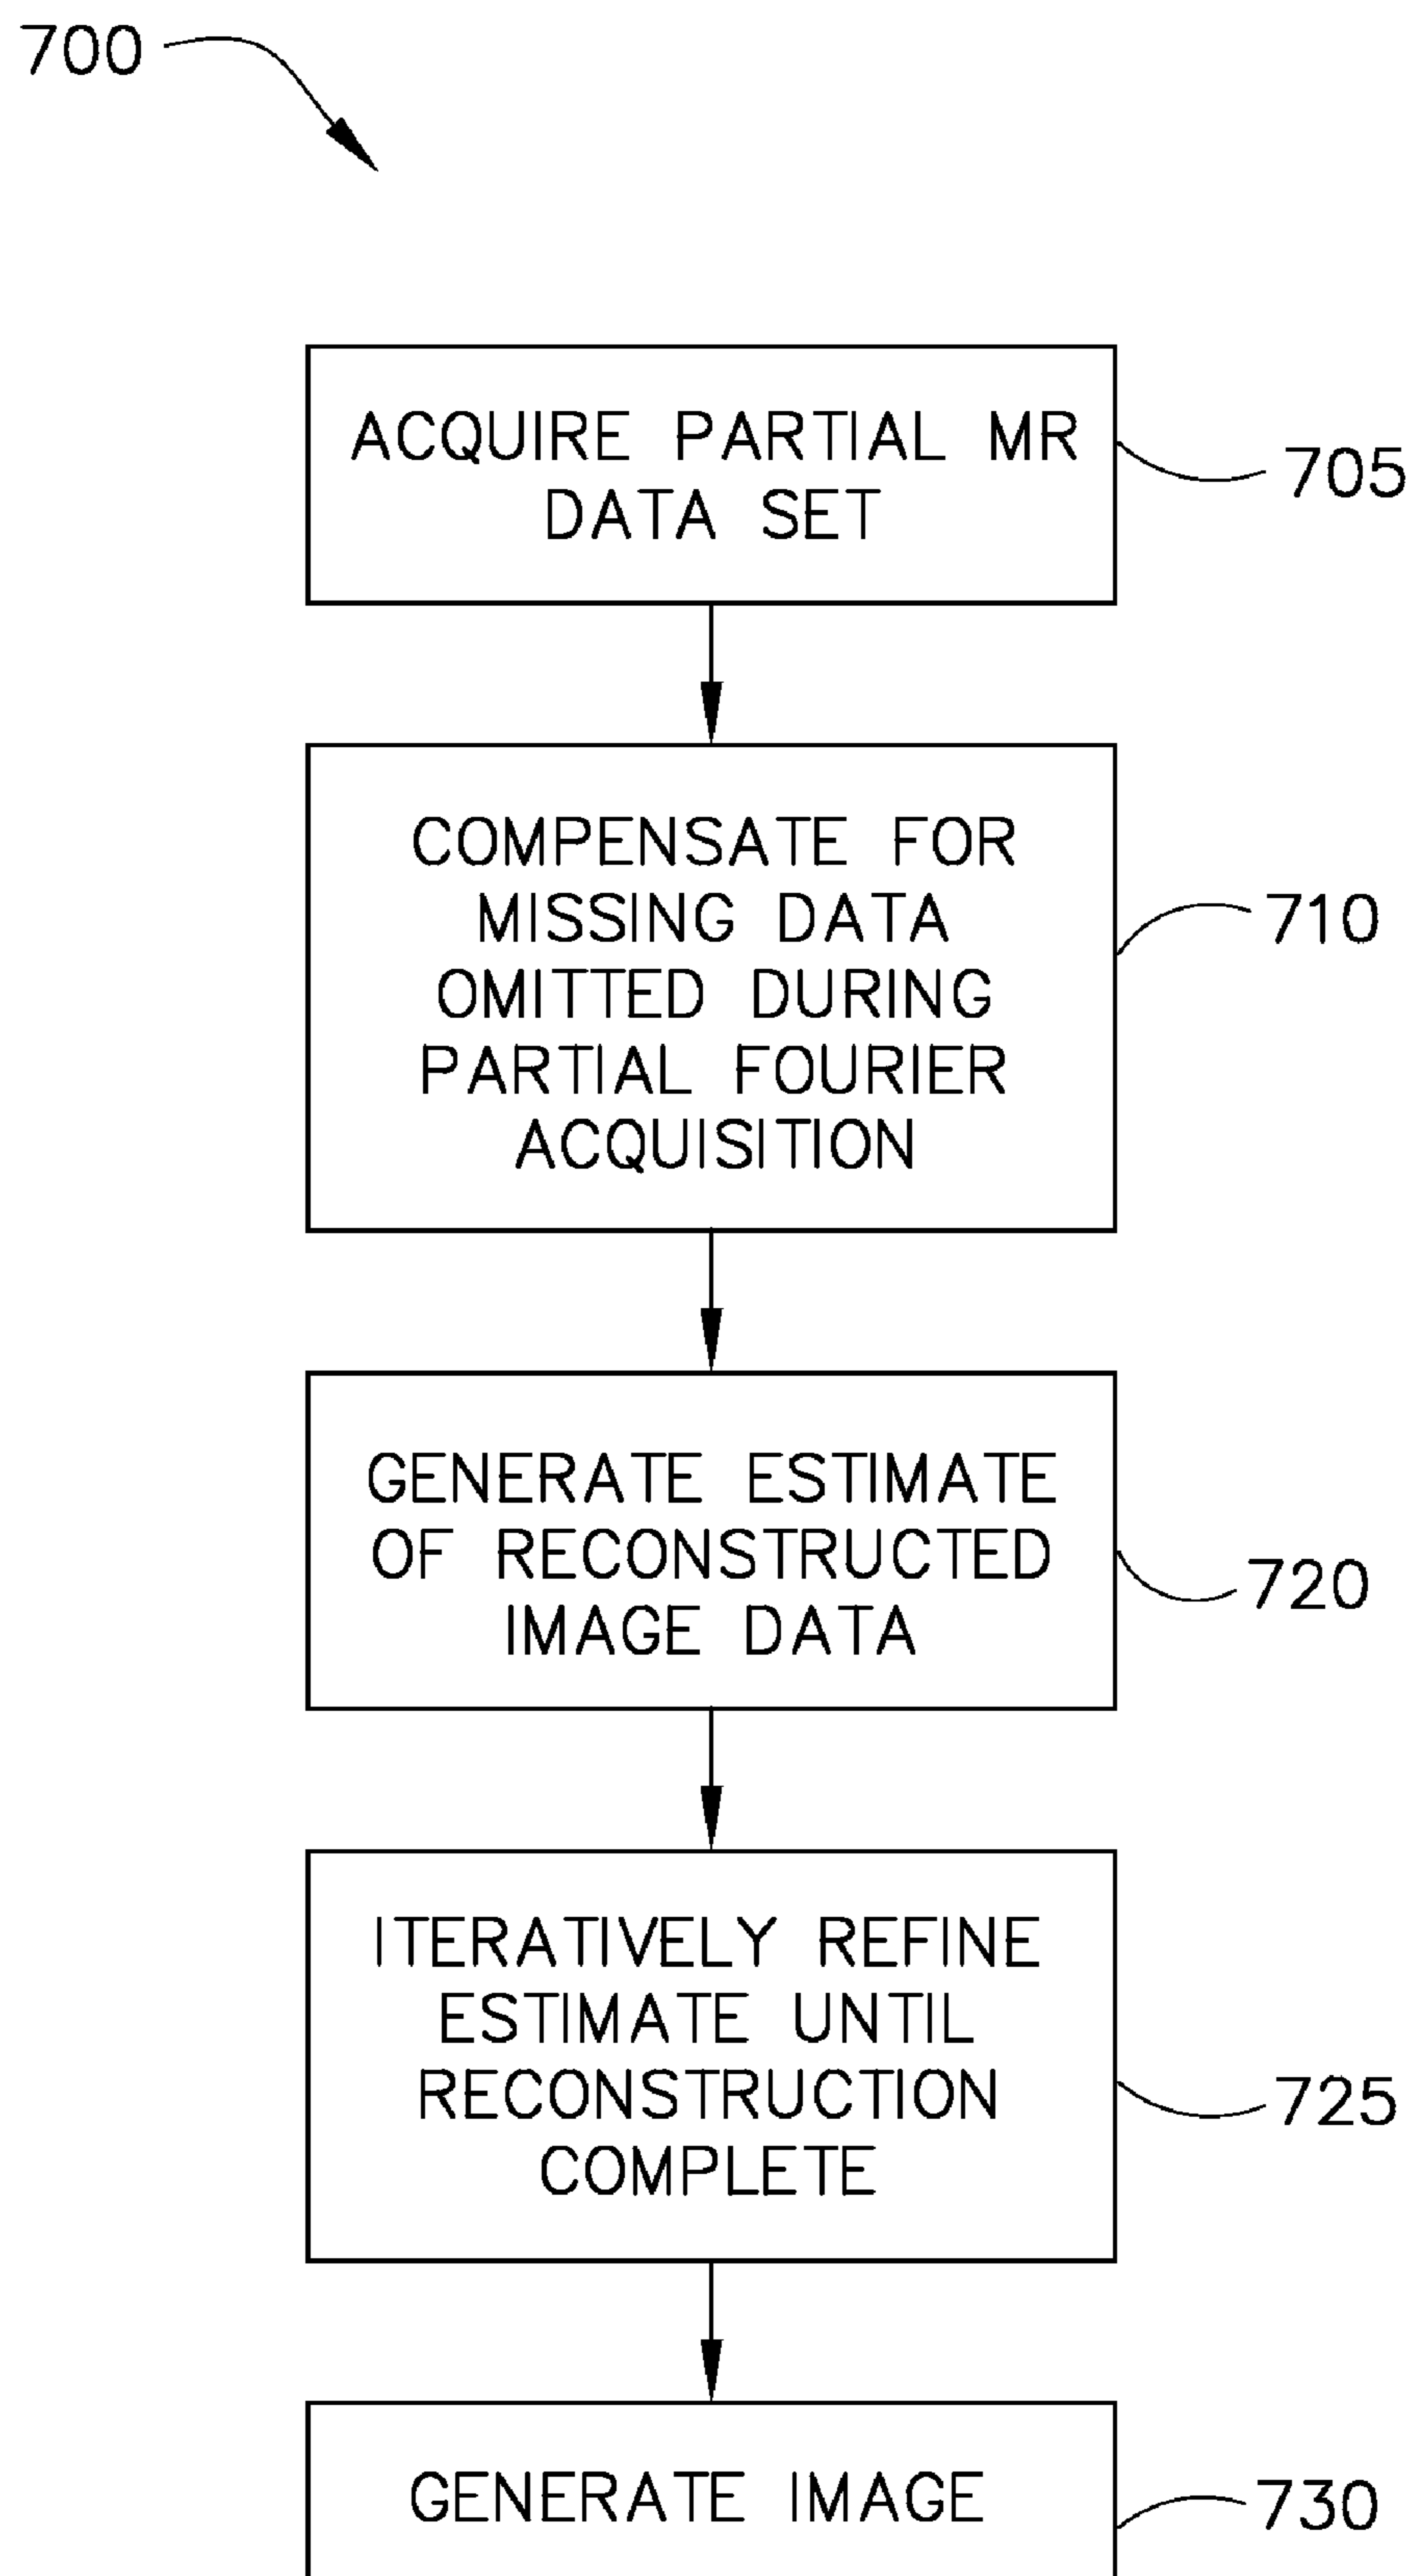 700
ACQUIRE PARTIAL MR
DATA SET
705
COMPENSATE FOR
MISSING DATA
OMITTED DURING
PARTIAL FOURIER
ACQUISITION
710
GENERATE ESTIMATE
OF RECONSTRUCTED
IMAGE DATA
720
ITERATIVELY REFINE
ESTIMATE UNTIL
RECONSTRUCTION
COMPLETE
725
GENERATE IMAGE
730